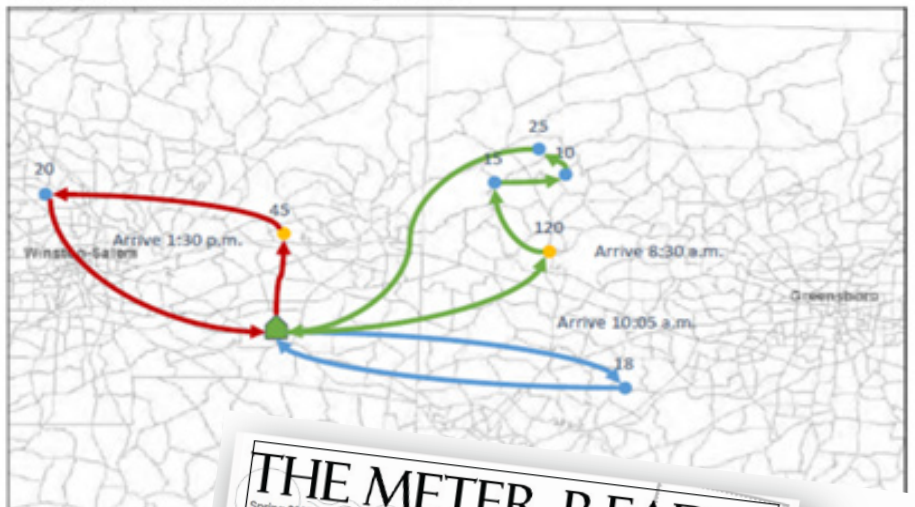 25
15
10
20
45
120
Arrive 1:30 p.m.
Winston-Salem
Arrive 8:30 a.m.
Greensboro
Arrive 10:05 a.m.
18
THE METER